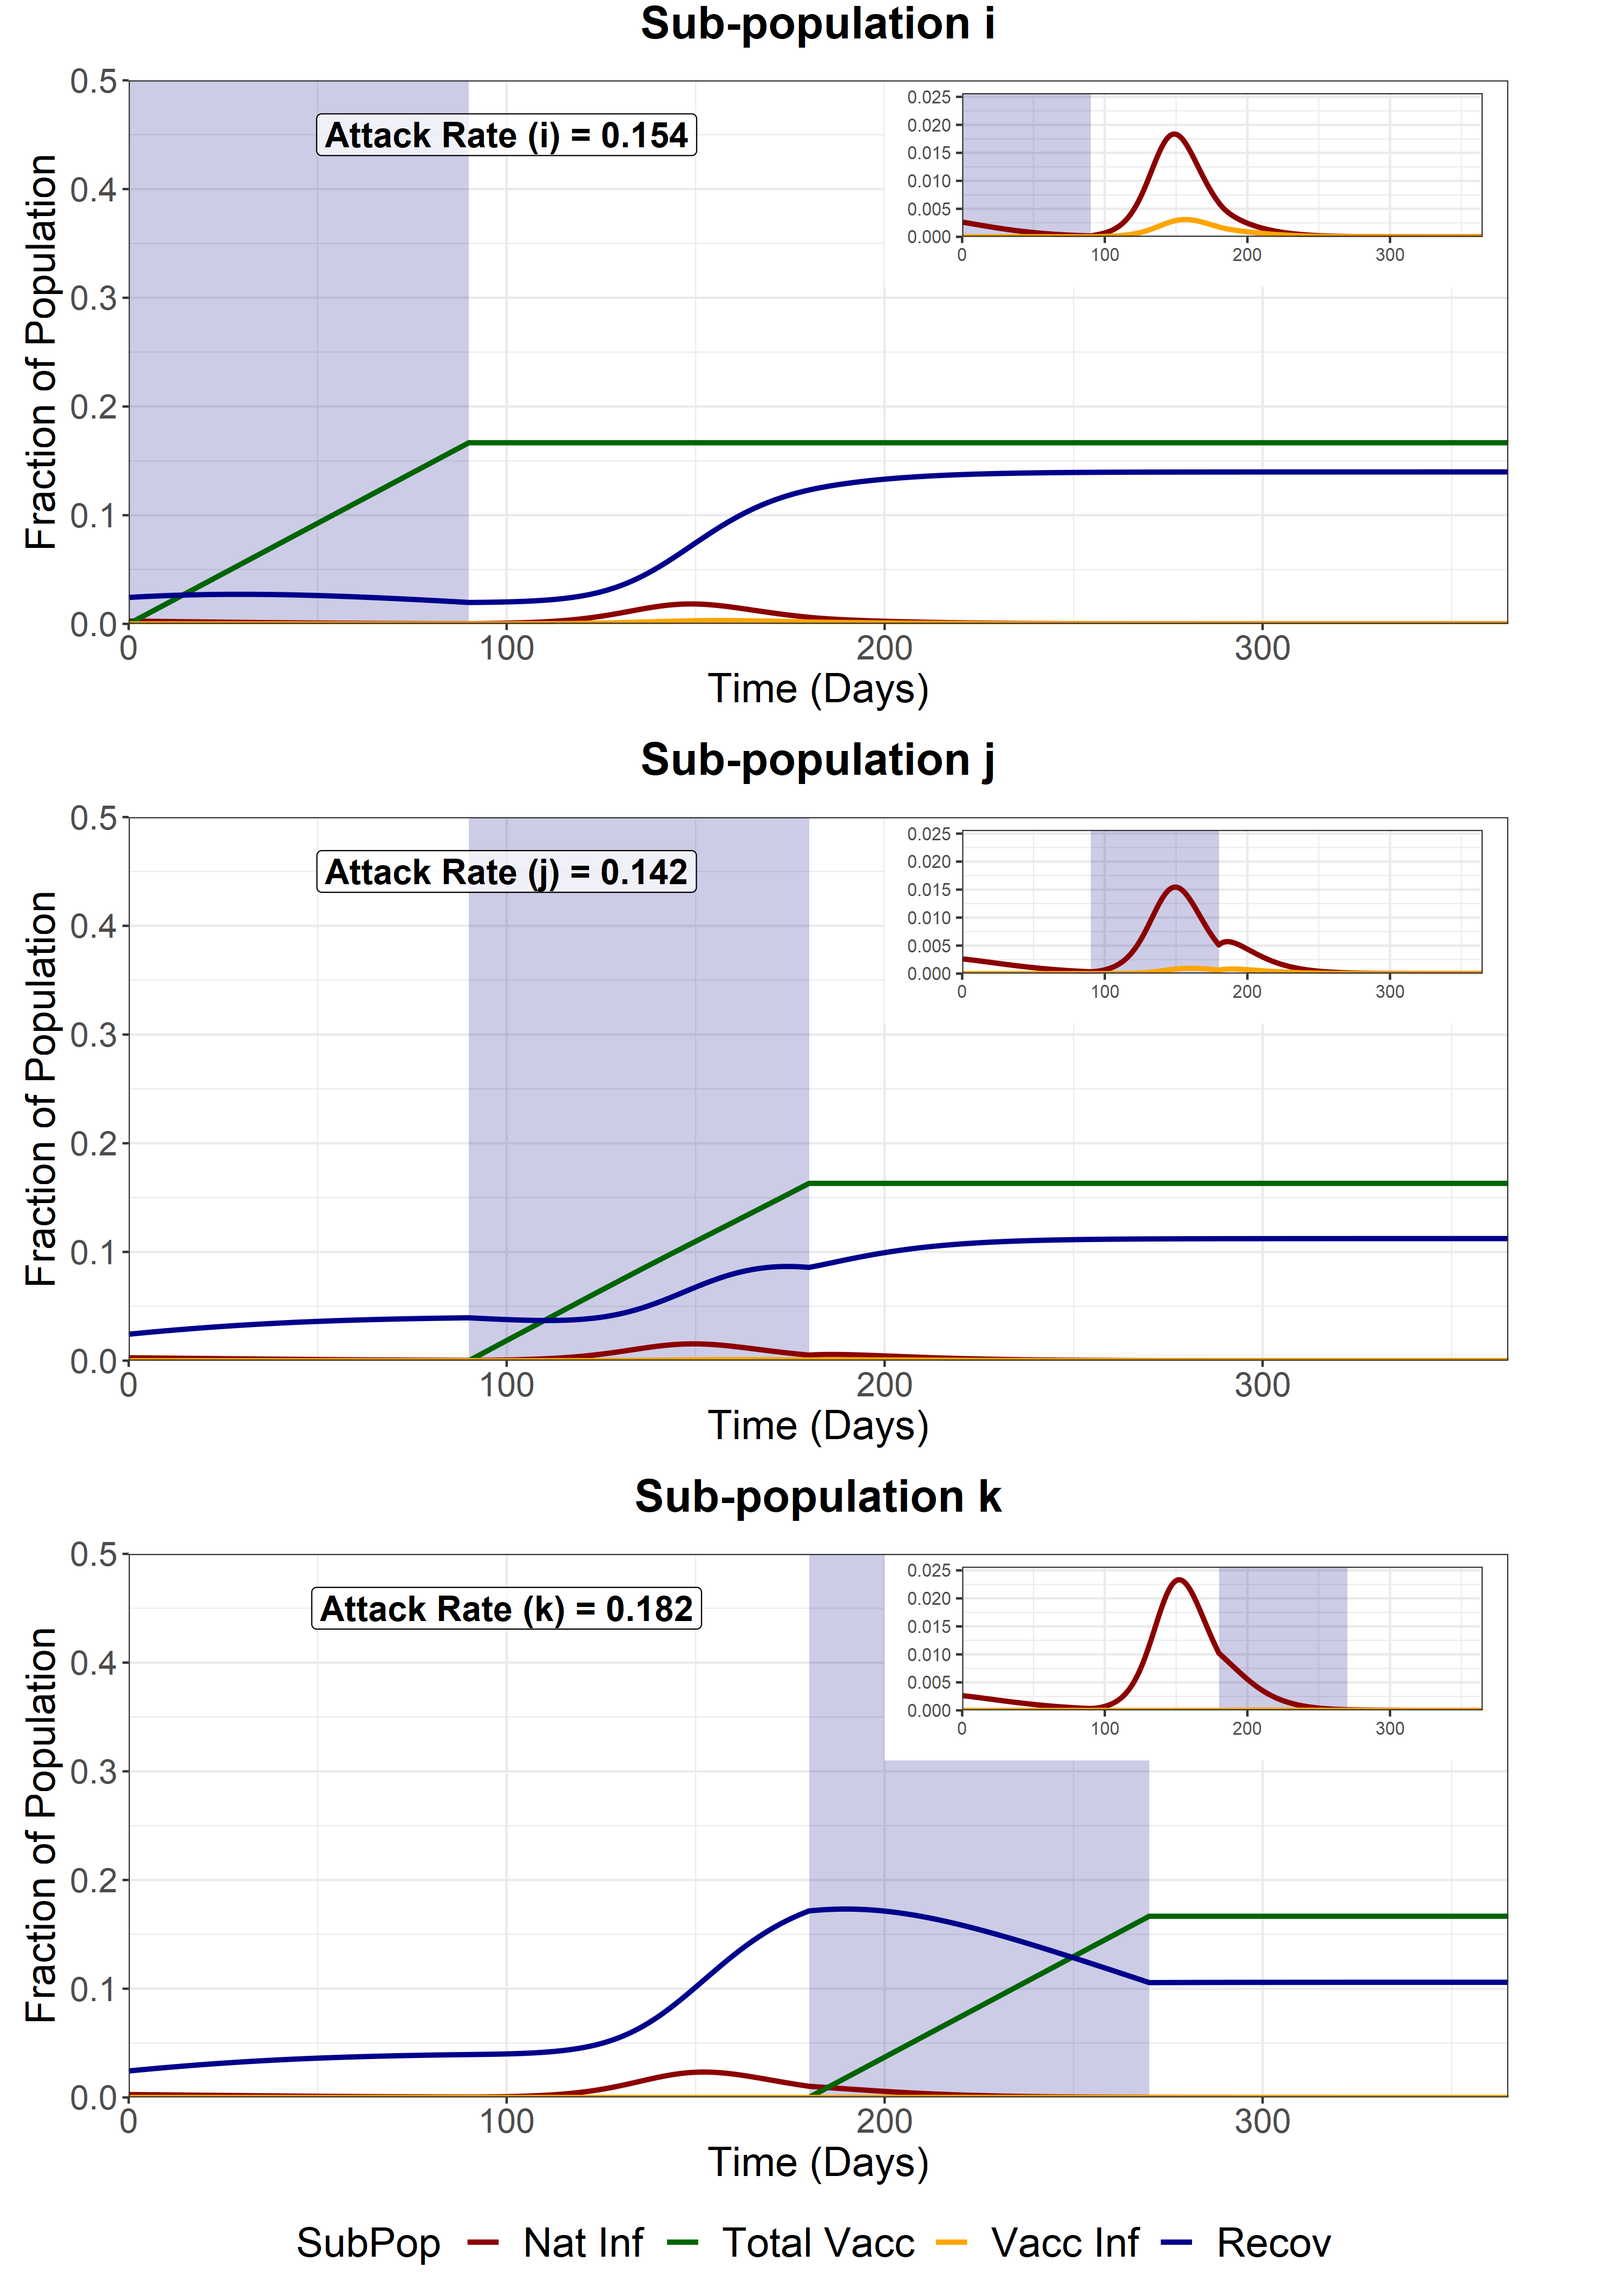 Sub-population i
Fraction of Population
0.5
0.4
0.3
0.2
0.1
0.0
Attack Rate (i) = 0.154
0.025
0.020
0.015
0.010
0.005
0.000
0 100 200 300
0 100 200 300
Time (Days)
Sub-population j
Fraction of Population
0.5
0.4
0.3
0.2
0.1
0.0
Attack Rate (j) = 0.142
0.025
0.020
0.015
0.010
0.005
0.000
0 100 200 300
0 100 200 300
Time (Days)
Sub-population k
Fraction of Population
0.5
0.4
0.3
0.2
0.1
0.0
Attack Rate (k) = 0.182
0.025
0.020
0.015
0.010
0.005
0.000
0 100 200 300
0 100 200 300
Time (Days)
SubPop Nat Inf Total Vacc Vacc Inf Recov